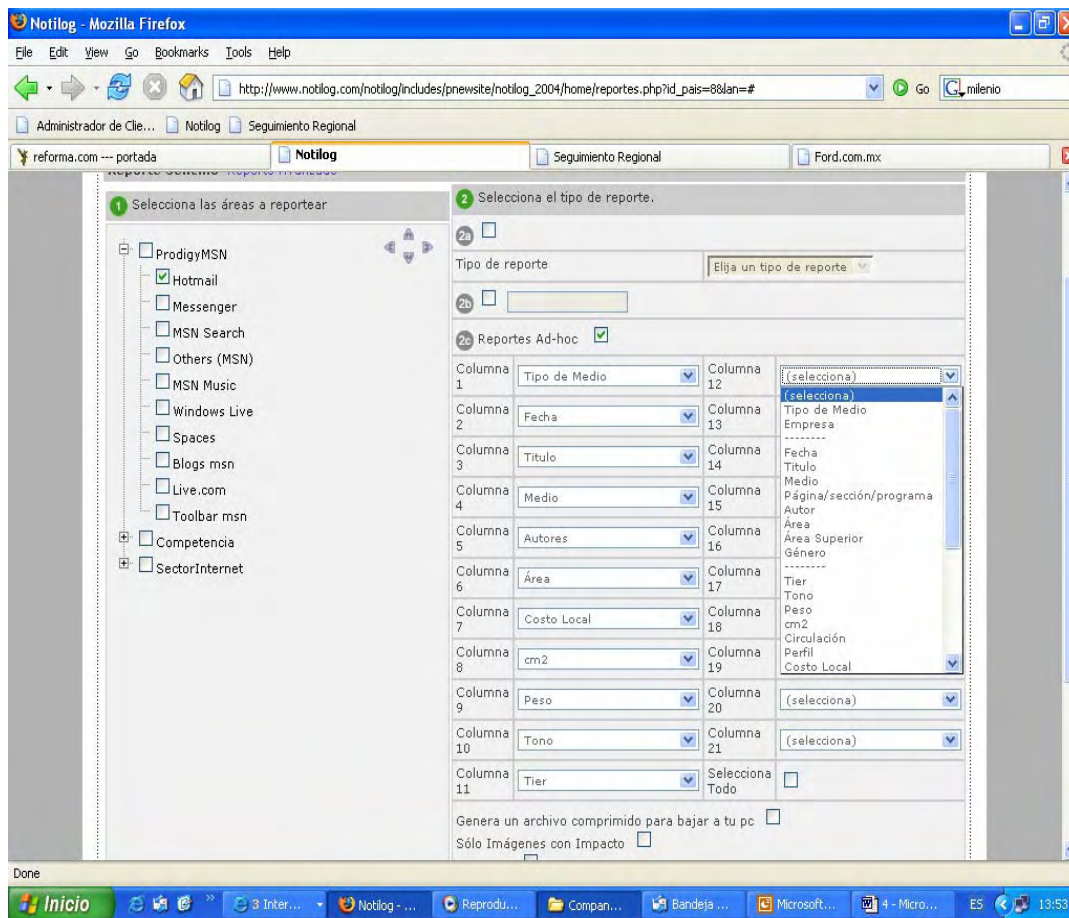 Notilog - Mozilla Firefox
File Edit View Go Bookmarks Tools Help
http://www.notilog.com/notilog/includes/pnewsite/notilog_2004/home/reportes.php?id_pais=8&lan=# Go milenio
Administrador de Clie... Notilog Seguimiento Regional
reforma.com --- portada Notilog Seguimiento Regional Ford.com.mx
1 Selecciona las áreas a reportear
ProdigyMSN
Hotmail
Messenger
MSN Search
Others (MSN)
MSN Music
Windows Live
Spaces
Blogs msn
Live.com
Toolbar msn
Competencia
SectorInternet
2 Selecciona el tipo de reporte.
2a
Tipo de reporte Elija un tipo de reporte
2b
2c Reportes Ad-hoc
Columna 1 Tipo de Medio
Columna 2 Fecha
Columna 3 Titulo
Columna 4 Medio
Columna 5 Autores
Columna 6 Área
Columna 7 Costo Local
Columna 8 cm2
Columna 9 Peso
Columna 10 Tono
Columna 11 Tier
Columna 12 (selecciona)
(selecciona)
Tipo de Medio
Empresa
--------
Fecha
Titulo
Medio
Página/sección/programa
Autor
Área
Área Superior
Género
--------
Tier
Tono
Peso
cm2
Circulación
Perfil
Costo Local
Columna 13
Columna 14
Columna 15
Columna 16
Columna 17
Columna 18
Columna 19
Columna 20 (selecciona)
Columna 21 (selecciona)
Selecciona Todo
Genera un archivo comprimido para bajar a tu pc
Sólo Imágenes con Impacto
Done
Inicio 3 Inter... Notilog - ... Reprodu... Compan... Bandeja ... Microsoft... 4 - Micro... ES 13:53